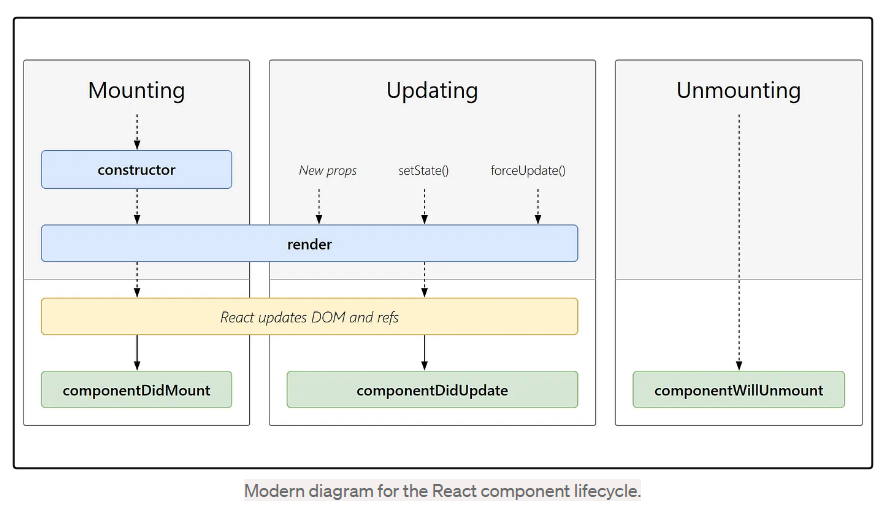 Mounting
Updating
Unmounting
constructor
New props
setState()
forceUpdate()
render
React updates DOM and refs
componentDidMount
componentDidUpdate
componentWillUnmount
Modern diagram for the React component lifecycle.